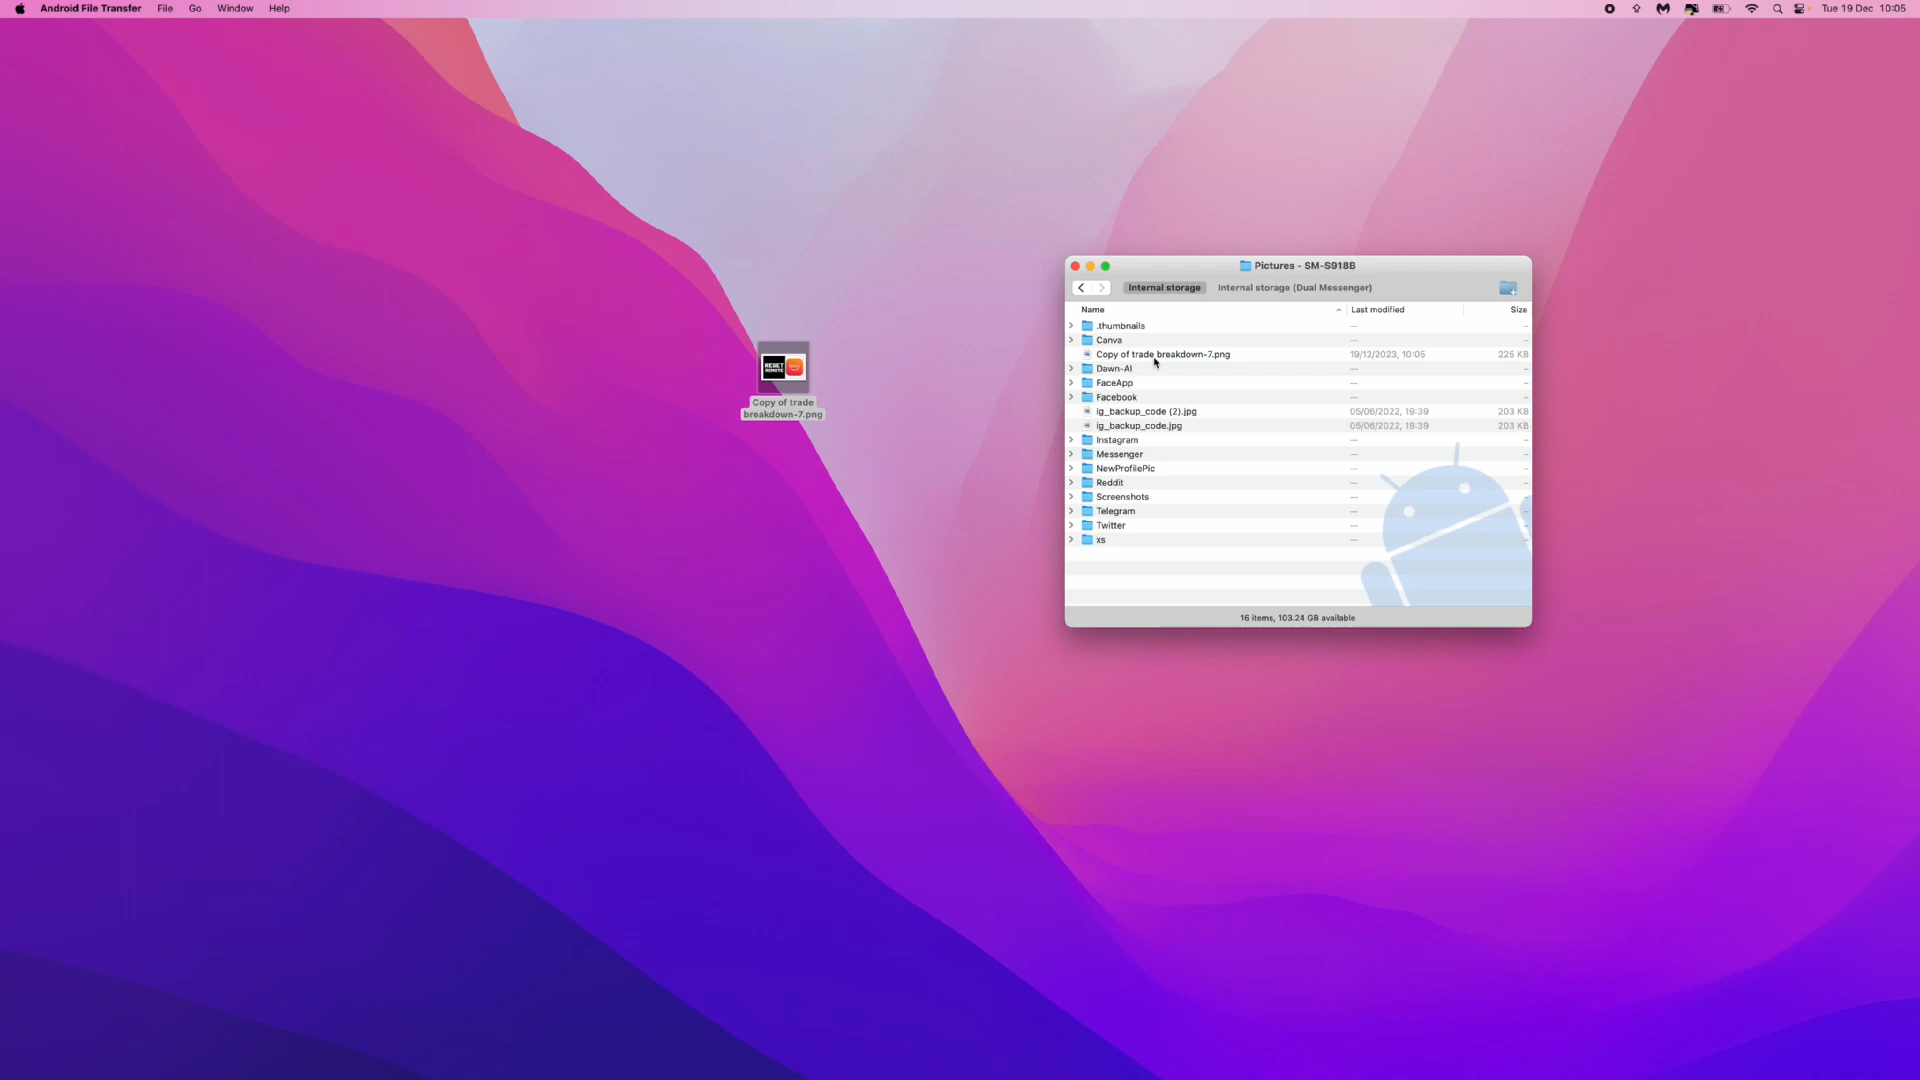 Android File Transfer File Go Window Help Tue 19 Dec 10:05
Pictures - SM-S918B
Internal storage Internal storage (Dual Messenger)
Name Last modified Size
.thumbnails -- --
Canva -- --
Copy of trade breakdown-7.png 19/12/2023, 10:05 225 KB
Dawn-AI -- --
FaceApp -- --
Facebook -- --
ig_backup_code (2).jpg 05/06/2022, 19:39 203 KB
ig_backup_code.jpg 05/06/2022, 19:39 203 KB
Instagram -- --
Messenger -- --
NewProfilePic -- --
Reddit -- --
Screenshots -- --
Telegram -- --
Twitter -- --
xs -- --
16 items, 103.24 GB available
RESET
REMOTE
Copy of trade
breakdown-7.png